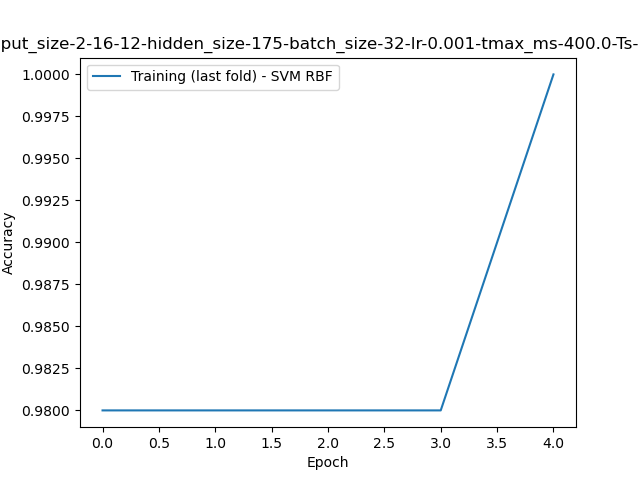 put_size-2-16-12-hidden_size-175-batch_size-32-lr-0.001-tmax_ms-400.0-Ts-
Training (last fold) - SVM RBF
1.0000
0.9975
0.9950
0.9925
0.9900
0.9875
0.9850
0.9825
0.9800
Accuracy
0.0 0.5 1.0 1.5 2.0 2.5 3.0 3.5 4.0
Epoch